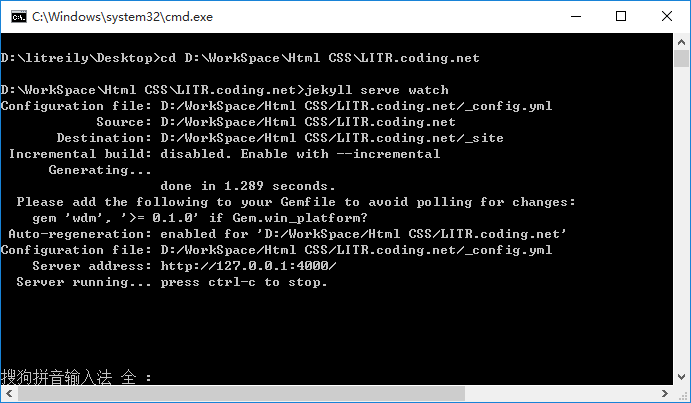 C:\Windows\system32\cmd.exe
D:\litreily\Desktop>cd D:\WorkSpace\Html CSS\LITR.coding.net
D:\WorkSpace\Html CSS\LITR.coding.net>jekyll serve watch
Configuration file: D:/WorkSpace/Html CSS/LITR.coding.net/_config.yml
Source: D:/WorkSpace/Html CSS/LITR.coding.net
Destination: D:/WorkSpace/Html CSS/LITR.coding.net/_site
Incremental build: disabled. Enable with --incremental
Generating...
done in 1.289 seconds.
Please add the following to your Gemfile to avoid polling for changes:
gem 'wdm', '>= 0.1.0' if Gem.win_platform?
Auto-regeneration: enabled for 'D:/WorkSpace/Html CSS/LITR.coding.net'
Configuration file: D:/WorkSpace/Html CSS/LITR.coding.net/_config.yml
Server address: http://127.0.0.1:4000/
Server running... press ctrl-c to stop.
搜狗拼音输入法 全 :